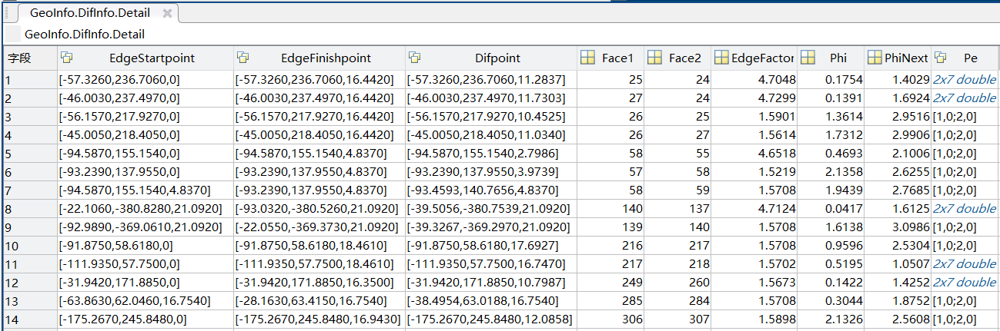 GeoInfo.DifInfo.Detail
GeoInfo.DifInfo.Detail
字段 EdgeStartpoint EdgeFinishpoint Difpoint Face1 Face2 EdgeFactor Phi PhiNext Pe
1 [-57.3260,236.7060,0] [-57.3260,236.7060,16.4420] [-57.3260,236.7060,11.2837] 25 24 4.7048 0.1754 1.4029 2x7 double
2 [-46.0030,237.4970,0] [-46.0030,237.4970,16.4420] [-46.0030,237.4970,11.7303] 27 24 4.7299 0.1391 1.6924 2x7 double
3 [-56.1570,217.9270,0] [-56.1570,217.9270,16.4420] [-56.1570,217.9270,10.4525] 26 25 1.5901 1.3614 2.9516 [1,0;2,0]
4 [-45.0050,218.4050,0] [-45.0050,218.4050,16.4420] [-45.0050,218.4050,11.0340] 26 27 1.5614 1.7312 2.9906 [1,0;2,0]
5 [-94.5870,155.1540,0] [-94.5870,155.1540,4.8370] [-94.5870,155.1540,2.7986] 58 55 4.6518 0.4693 2.1006 [1,0;2,0]
6 [-93.2390,137.9550,0] [-93.2390,137.9550,4.8370] [-93.2390,137.9550,3.9739] 57 58 1.5219 2.1358 2.6255 [1,0;2,0]
7 [-94.5870,155.1540,4.8370] [-93.2390,137.9550,4.8370] [-93.4593,140.7656,4.8370] 58 59 1.5708 1.9439 2.7685 [1,0;2,0]
8 [-22.1060,-380.8280,21.0920] [-93.0320,-380.5260,21.0920] [-39.5056,-380.7539,21.0920] 140 137 4.7124 0.0417 1.6125 2x7 double
9 [-92.9890,-369.0610,21.0920] [-22.0550,-369.3730,21.0920] [-39.3267,-369.2970,21.0920] 139 140 1.5708 1.6138 3.0986 [1,0;2,0]
10 [-91.8750,58.6180,0] [-91.8750,58.6180,18.4610] [-91.8750,58.6180,17.6927] 216 217 1.5708 0.9596 2.5304 [1,0;2,0]
11 [-111.9350,57.7500,0] [-111.9350,57.7500,18.4610] [-111.9350,57.7500,16.7470] 217 218 1.5702 0.5195 1.0507 2x7 double
12 [-31.9420,171.8850,0] [-31.9420,171.8850,16.3500] [-31.9420,171.8850,10.7987] 249 260 1.5673 0.1422 1.4252 2x7 double
13 [-63.8630,62.0460,16.7540] [-28.1630,63.4150,16.7540] [-38.4954,63.0188,16.7540] 285 284 1.5708 0.3044 1.8752 [1,0;2,0]
14 [-175.2670,245.8480,0] [-175.2670,245.8480,16.9430] [-175.2670,245.8480,12.0858] 306 307 1.5898 2.1326 2.5608 [1,0;2,0]